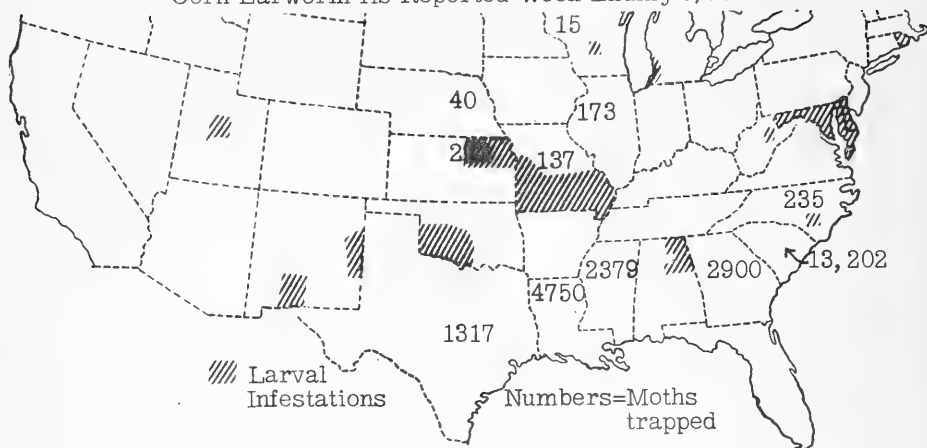 Corn Earworm As Reported Week Ending
15
40
173
137
235
13, 202
2379
2900
4750
1317
Larval
Infestations
Numbers=Moths
trapped